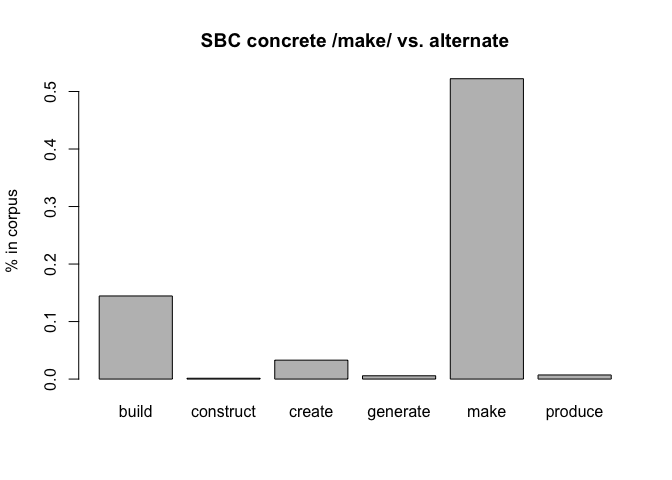 SBC concrete /make/ vs. alternate
% in corpus
0.5
0.4
0.3
0.2
0.1
0.0
build construct create generate make produce